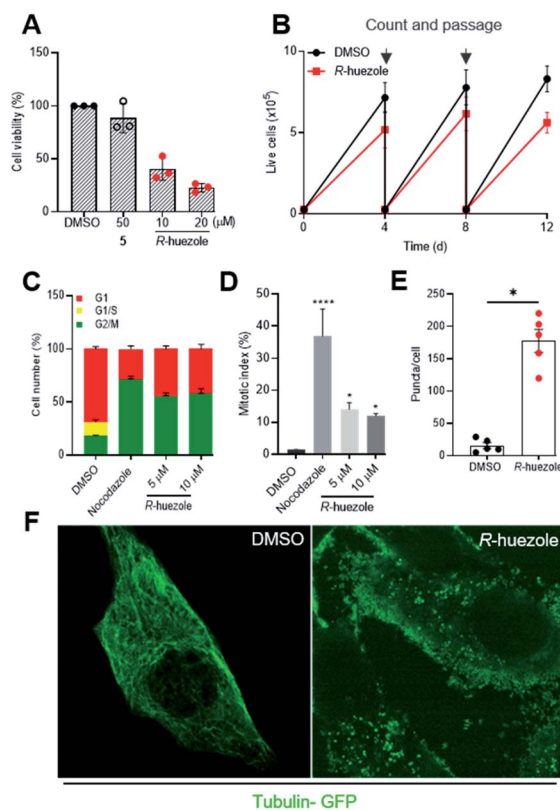 A
Cell viability (%)
150
100
50
0
DMSO 50 10 20 (μM)
5 R-huezole
B
Count and passage
DMSO
R-huezole
Live cells (x10⁵)
10
5
0
0 4 8 12
Time (d)
C
Cell number (%)
150
100
50
0
G1
G1/S
G2/M
DMSO
Nocodazole
5 μM
10 μM
R-huezole
D
Mitotic index (%)
50
40
30
20
10
0
****
*
*
DMSO
Nocodazole
5 μM
10 μM
R-huezole
E
Puncta/cell
250
200
150
100
50
0
*
DMSO R-huezole
F
DMSO
R-huezole
Tubulin- GFP